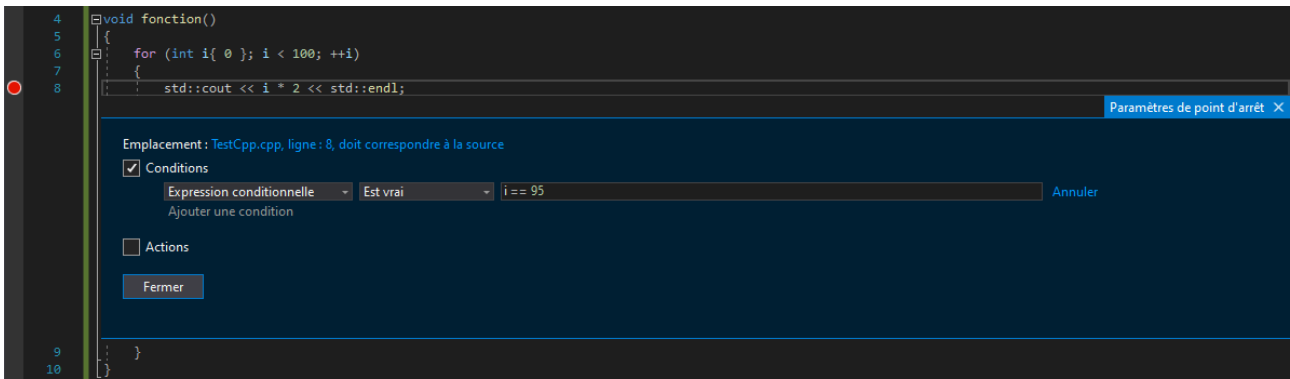 4 void fonction()
5 {
6 for (int i{ 0 }; i < 100; ++i)
7 {
8 std::cout << i * 2 << std::endl;
Paramètres de point d'arrêt ×
Emplacement : TestCpp.cpp, ligne : 8, doit correspondre à la source
Conditions
Expression conditionnelle Est vrai i == 95 Annuler
Ajouter une condition
Actions
Fermer
9 }
10 }